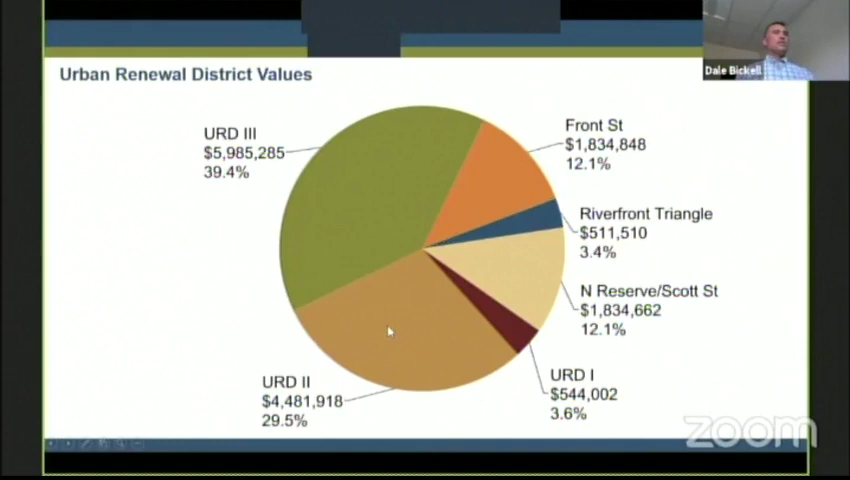 Urban Renewal District Values
Dale Bickell
URD III
$5,985,285
39.4%
Front St
$1,834,848
12.1%
Riverfront Triangle
$511,510
3.4%
N Reserve/Scott St
$1,834,662
12.1%
URD I
$544,002
3.6%
URD II
$4,481,918
29.5%
zoom